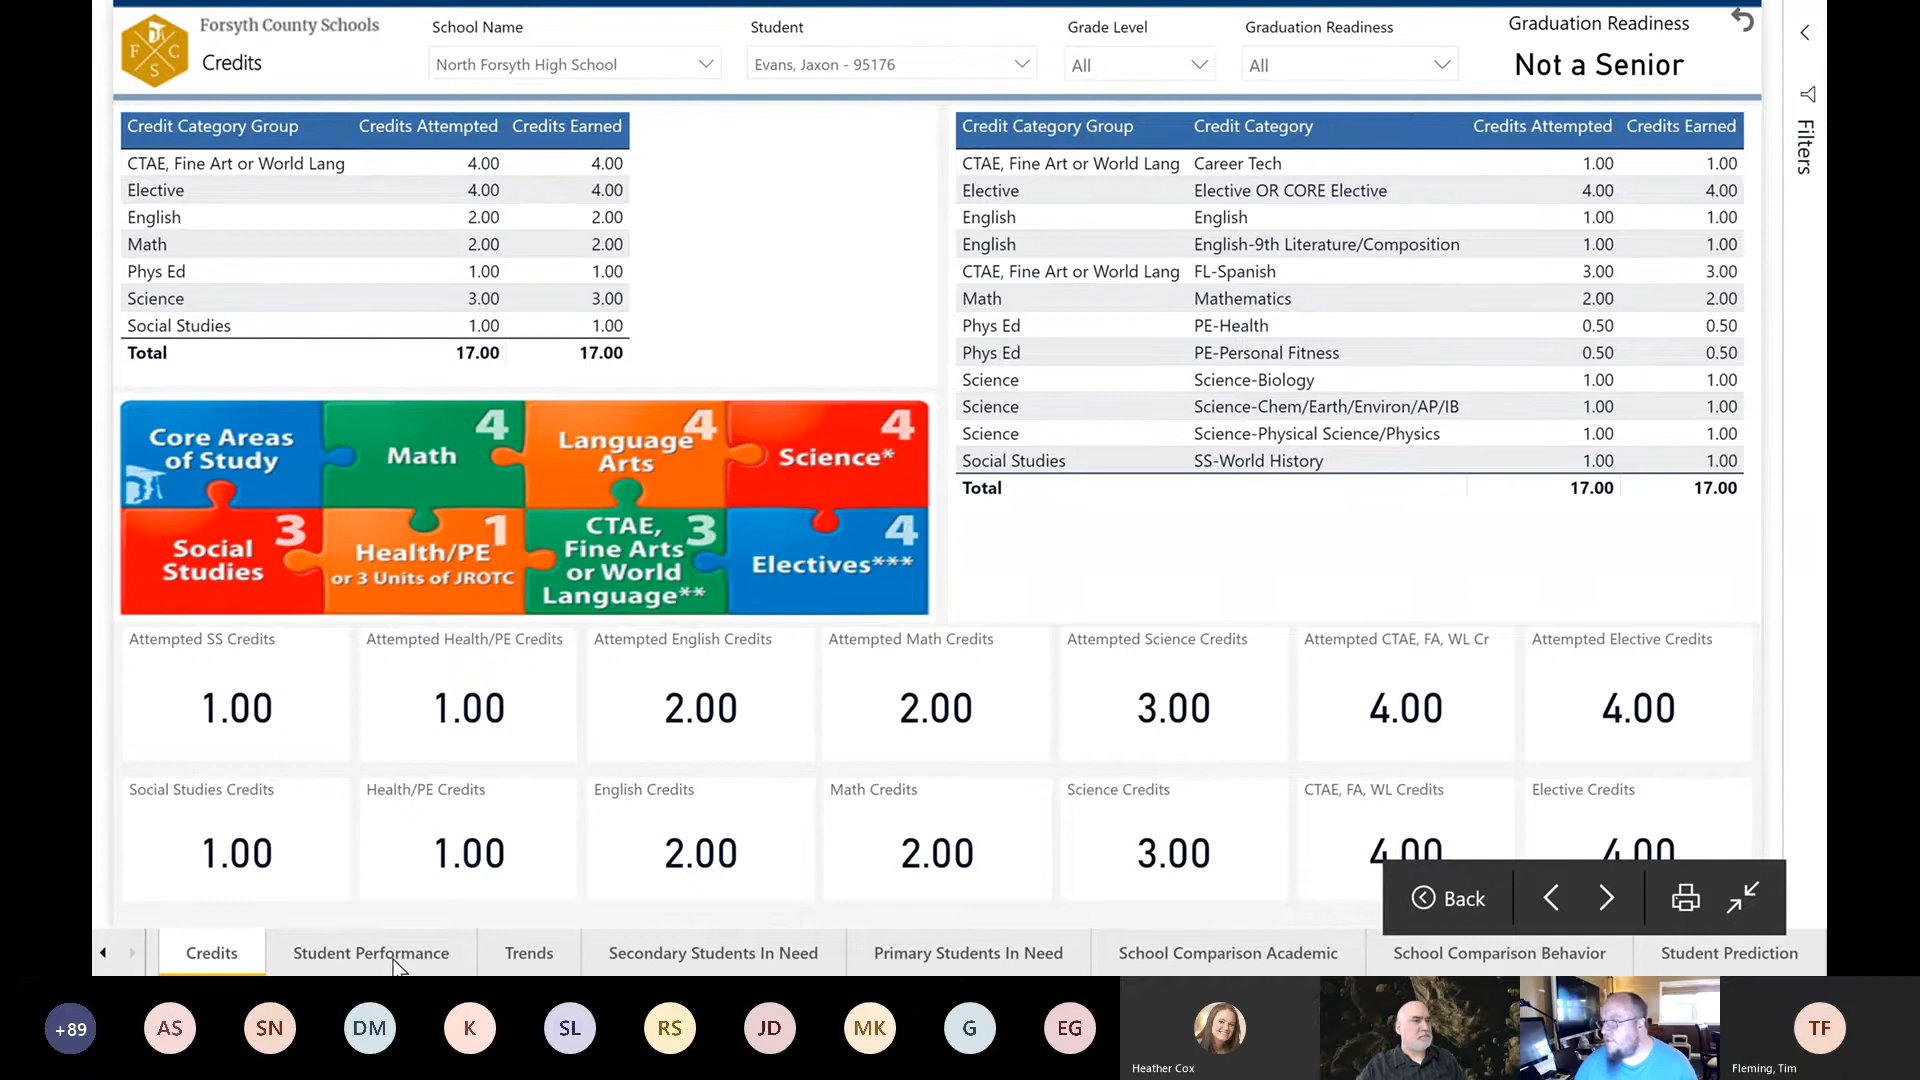 Forsyth County Schools
Credits
F C S
School Name
North Forsyth High School
Student
Evans, Jaxon - 95176
Grade Level
All
Graduation Readiness
All
Graduation Readiness
Not a Senior
Filters
Credit Category Group Credits Attempted Credits Earned
CTAE, Fine Art or World Lang 4.00 4.00
Elective 4.00 4.00
English 2.00 2.00
Math 2.00 2.00
Phys Ed 1.00 1.00
Science 3.00 3.00
Social Studies 1.00 1.00
Total 17.00 17.00
Credit Category Group Credit Category Credits Attempted Credits Earned
CTAE, Fine Art or World Lang Career Tech 1.00 1.00
Elective Elective OR CORE Elective 4.00 4.00
English English 1.00 1.00
English English-9th Literature/Composition 1.00 1.00
CTAE, Fine Art or World Lang FL-Spanish 3.00 3.00
Math Mathematics 2.00 2.00
Phys Ed PE-Health 0.50 0.50
Phys Ed PE-Personal Fitness 0.50 0.50
Science Science-Biology 1.00 1.00
Science Science-Chem/Earth/Environ/AP/IB 1.00 1.00
Science Science-Physical Science/Physics 1.00 1.00
Social Studies SS-World History 1.00 1.00
Total 17.00 17.00
Core Areas
of Study
Math 4
Language
Arts 4
Science* 4
Social
Studies 3
Health/PE 1
or 3 Units of JROTC
CTAE,
Fine Arts 3
or World
Language**
Electives*** 4
Attempted SS Credits Attempted Health/PE Credits Attempted English Credits Attempted Math Credits Attempted Science Credits Attempted CTAE, FA, WL Cr Attempted Elective Credits
1.00 1.00 2.00 2.00 3.00 4.00 4.00
Social Studies Credits Health/PE Credits English Credits Math Credits Science Credits CTAE, FA, WL Credits Elective Credits
1.00 1.00 2.00 2.00 3.00 4.00 4.00
Back
Credits Student Performance Trends Secondary Students In Need Primary Students In Need School Comparison Academic School Comparison Behavior Student Prediction
+89 AS SN DM K SL RS JD MK G EG TF
Heather Cox
Fleming, Tim